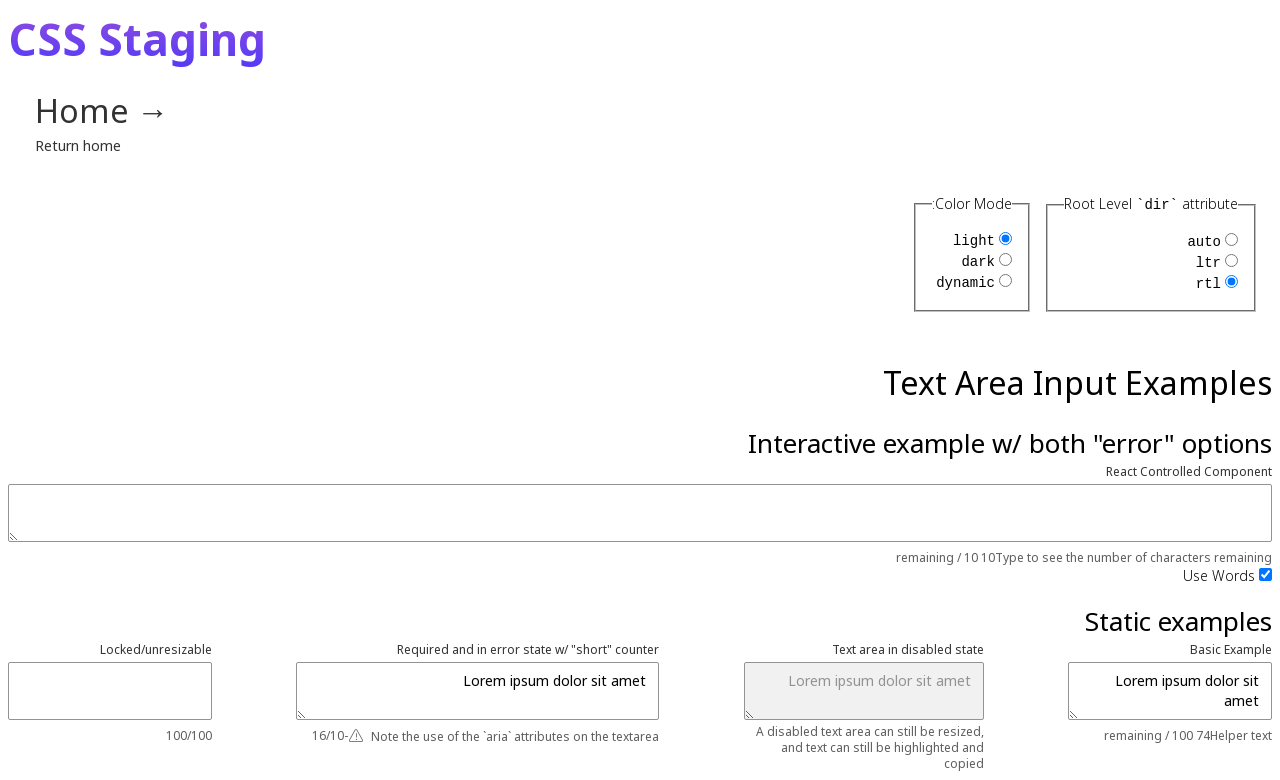 CSS Staging
Home →
Return home
Root Level `dir` attribute
auto
ltr
rtl
:Color Mode
light
dark
dynamic
Text Area Input Examples
Interactive example w/ both "error" options
React Controlled Component
remaining / 10 10Type to see the number of characters remaining
Use Words
Static examples
Basic Example
Lorem ipsum dolor sit
amet
remaining / 100 74Helper text
Text area in disabled state
Lorem ipsum dolor sit amet
A disabled text area can still be resized,
and text can still be highlighted and
copied
Required and in error state w/ "short" counter
Lorem ipsum dolor sit amet
16/10-⚠ Note the use of the `aria` attributes on the textarea
Locked/unresizable
100/100